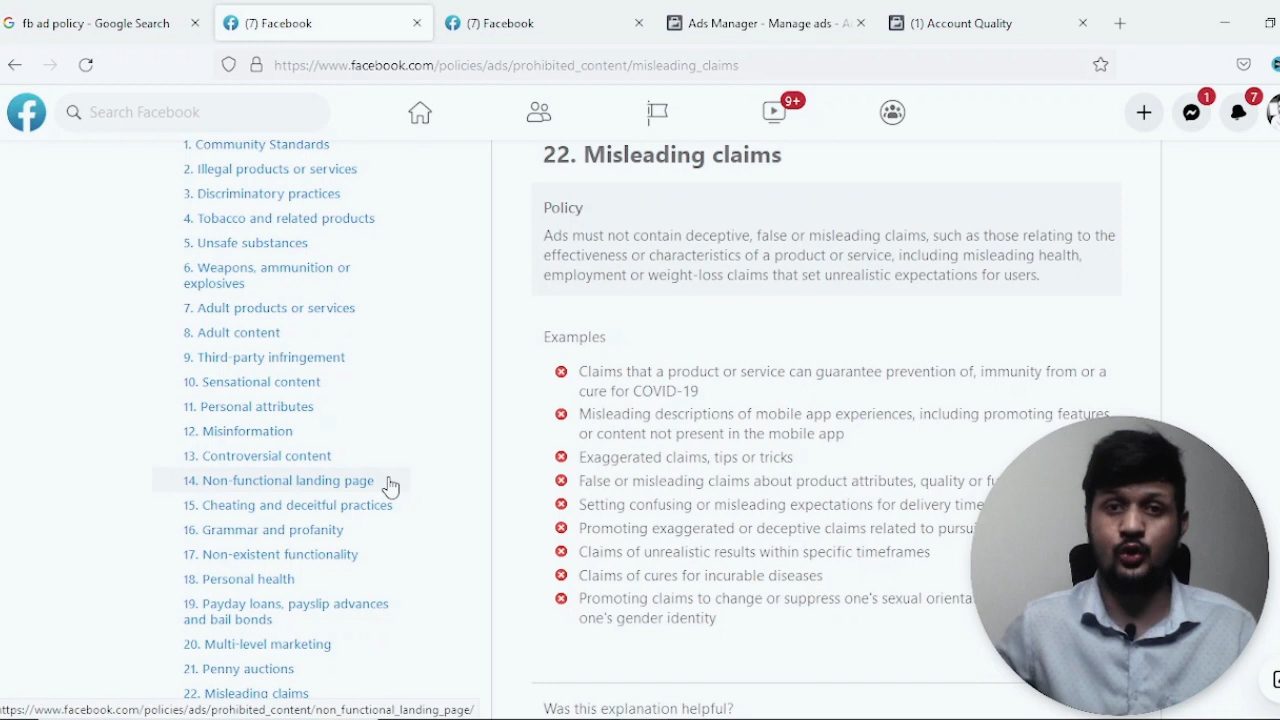 fb ad policy - Google Search
(7) Facebook
(7) Facebook
Ads Manager - Manage ads -
(1) Account Quality
https://www.facebook.com/policies/ads/prohibited_content/misleading_claims
Search Facebook
9+
1
7
1. Community Standards
2. Illegal products or services
3. Discriminatory practices
4. Tobacco and related products
5. Unsafe substances
6. Weapons, ammunition or
explosives
7. Adult products or services
8. Adult content
9. Third-party infringement
10. Sensational content
11. Personal attributes
12. Misinformation
13. Controversial content
14. Non-functional landing page
15. Cheating and deceitful practices
16. Grammar and profanity
17. Non-existent functionality
18. Personal health
19. Payday loans, payslip advances
and bail bonds
20. Multi-level marketing
21. Penny auctions
22. Misleading claims
22. Misleading claims
Policy
Ads must not contain deceptive, false or misleading claims, such as those relating to the
effectiveness or characteristics of a product or service, including misleading health,
employment or weight-loss claims that set unrealistic expectations for users.
Examples
Claims that a product or service can guarantee prevention of, immunity from or a
cure for COVID-19
Misleading descriptions of mobile app experiences, including promoting features
or content not present in the mobile app
Exaggerated claims, tips or tricks
False or misleading claims about product attributes, quality or
Setting confusing or misleading expectations for delivery
Promoting exaggerated or deceptive claims related to
Claims of unrealistic results within specific timeframes
Claims of cures for incurable diseases
Promoting claims to change or suppress one's sexual
one's gender identity
Was this explanation helpful?
https://www.facebook.com/policies/ads/prohibited_content/non_functional_landing_page/